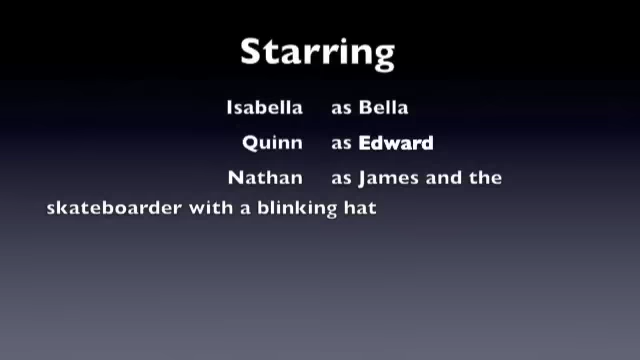 Starring
Isabella as Bella
Quinn as Edward
Nathan as James and the
skateboarder with a blinking hat